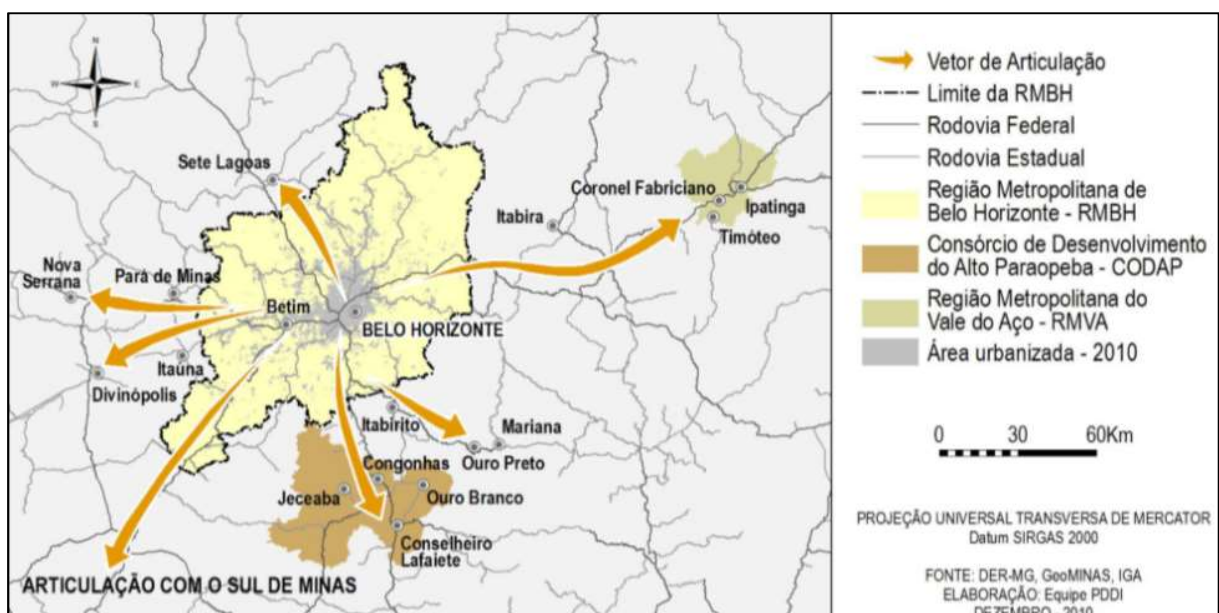 N
W
E
S
Sete Lagoas
Coronel Fabriciano
Ipatinga
Itabira
Timóteo
Nova
Serrana
Pará de Minas
Betim
BELO HORIZONTE
Itaúna
Divinópolis
Itabirito
Mariana
Ouro Preto
Congonhas
Jeceaba
Ouro Branco
Conselheiro
Lafaiete
ARTICULAÇÃO COM O SUL DE MINAS
Vetor de Articulação
Limite da RMBH
Rodovia Federal
Rodovia Estadual
Região Metropolitana de
Belo Horizonte - RMBH
Consórcio de Desenvolvimento
do Alto Paraopeba - CODAP
Região Metropolitana do
Vale do Aço - RMVA
Área urbanizada - 2010
0 30 60Km
PROJEÇÃO UNIVERSAL TRANSVERSA DE MERCATOR
Datum SIRGAS 2000
FONTE: DER-MG, GeoMINAS, IGA
ELABORAÇÃO: Equipe PDDI
DEZEMBRO - 2010